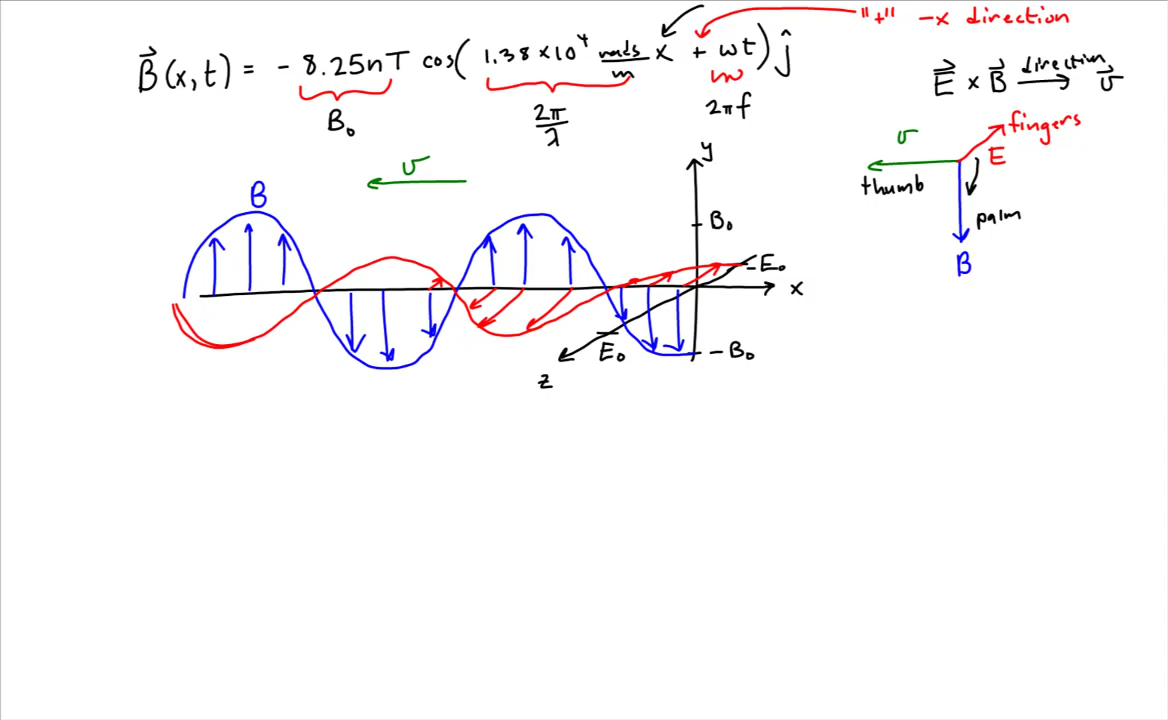 "+" -x direction
B⃗(x,t) = - 8.25nT cos( 1.38×10⁴ rads/m x + ωt) ĵ
E⃗ × B⃗ direction → v⃗
B₀
2π/λ
2πf
fingers
v
E
thumb
palm
B
v
y
B
B₀
-E₀
x
E₀
-B₀
z